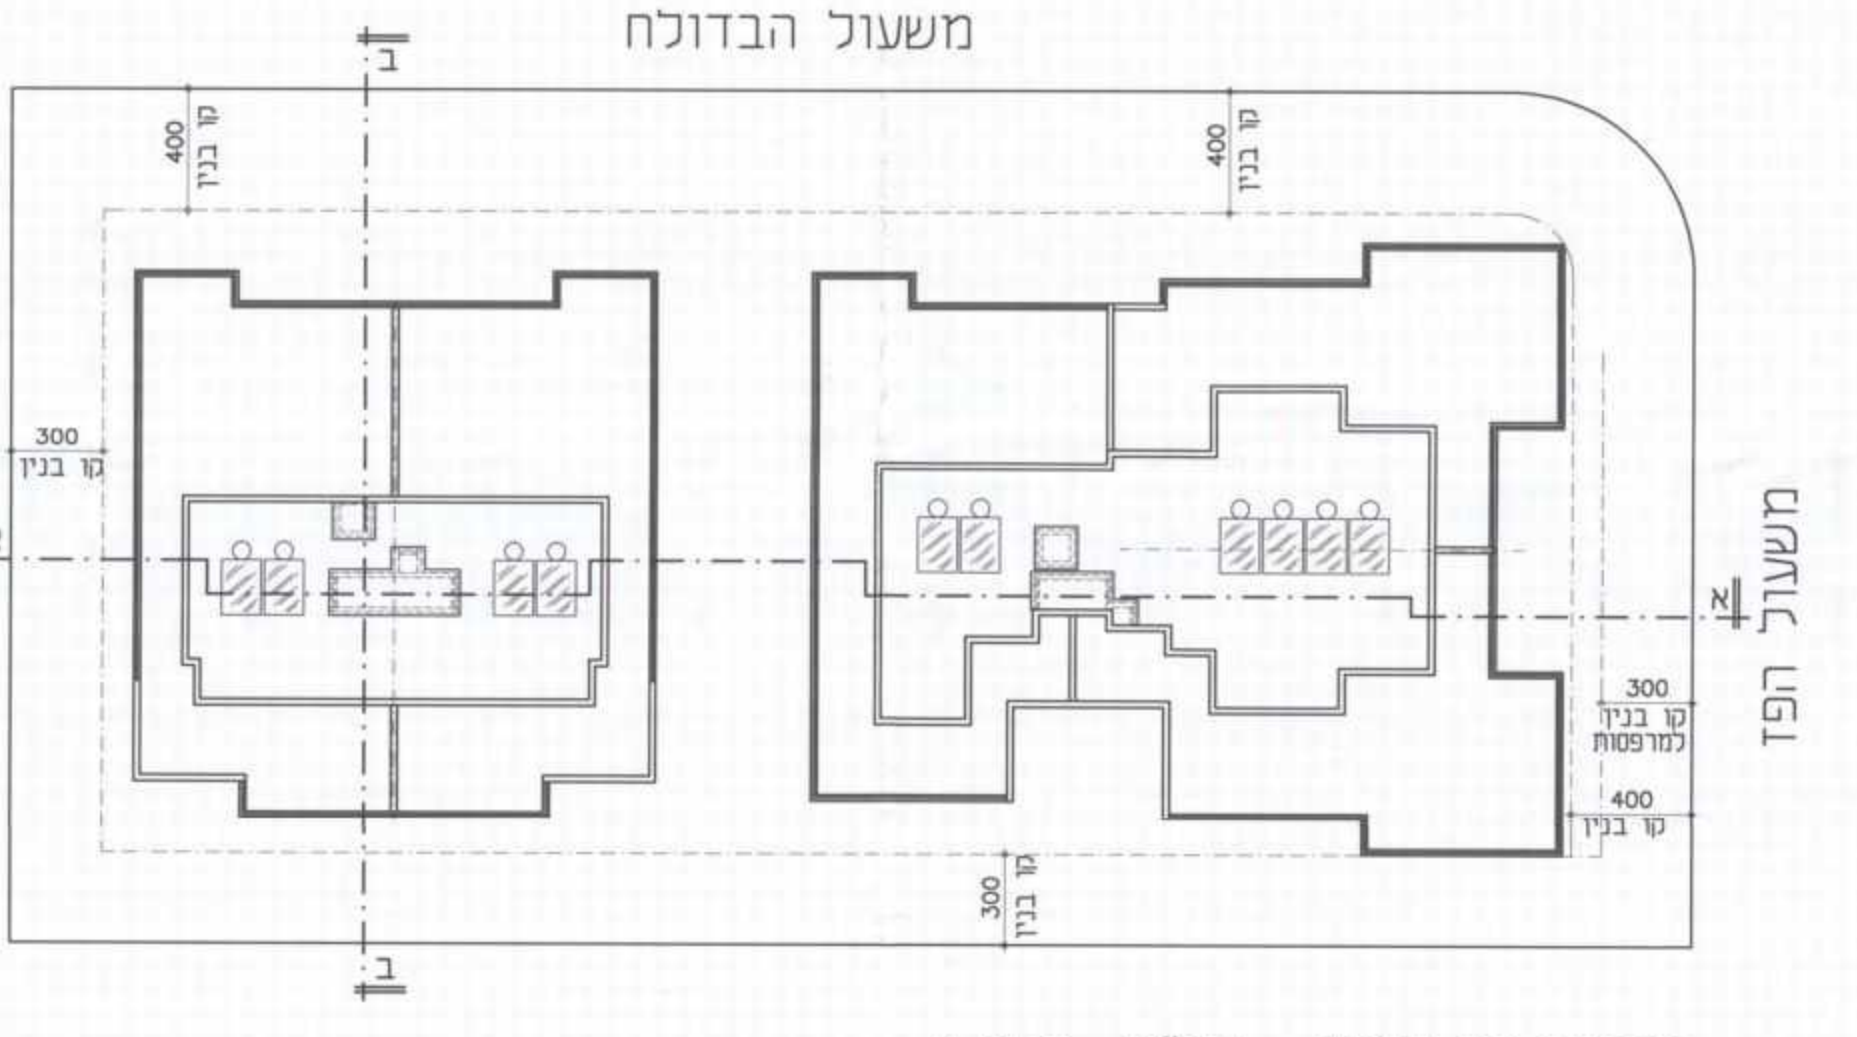 משעול הבדולח
ב
400
קו בנין
400
קו בנין
300
קו בנין
א
משעול הפז
300
קו בנין
למרפסות
400
קו בנין
300
קו בנין
ב